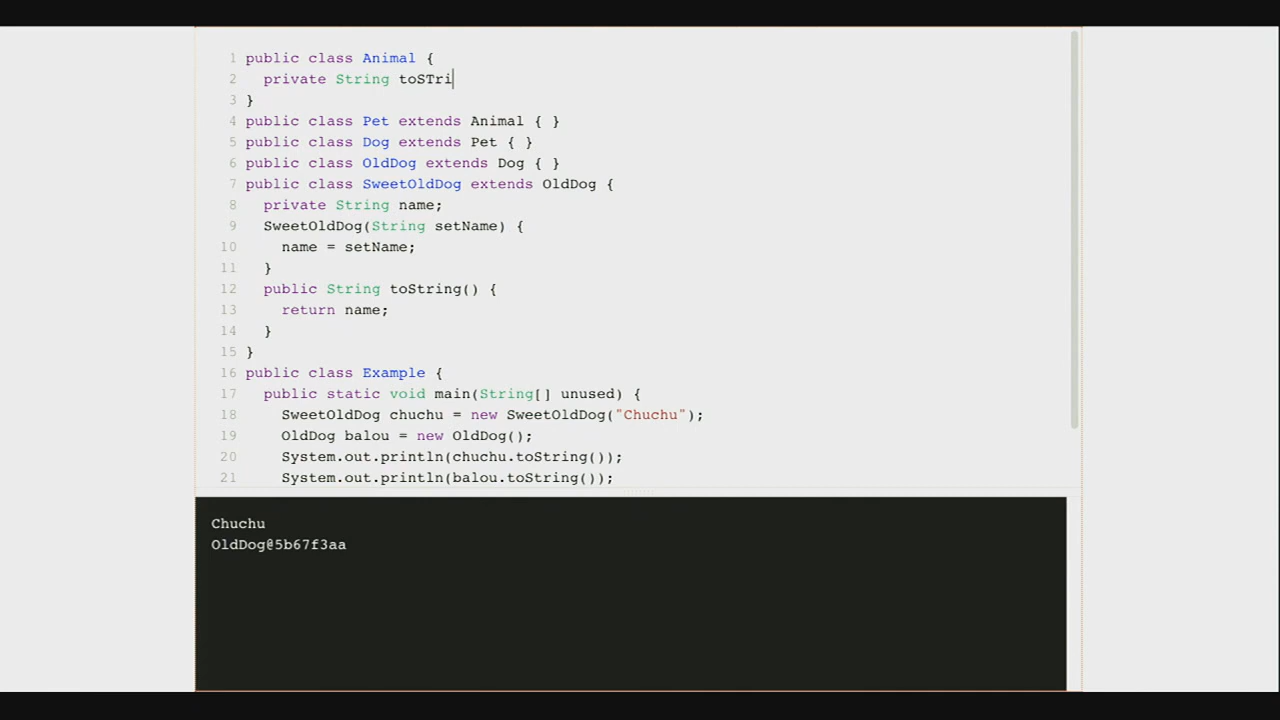 1 public class Animal {
2 private String toSTri
3 }
4 public class Pet extends Animal { }
5 public class Dog extends Pet { }
6 public class OldDog extends Dog { }
7 public class SweetOldDog extends OldDog {
8 private String name;
9 SweetOldDog(String setName) {
10 name = setName;
11 }
12 public String toString() {
13 return name;
14 }
15 }
16 public class Example {
17 public static void main(String[] unused) {
18 SweetOldDog chuchu = new SweetOldDog("Chuchu");
19 OldDog balou = new OldDog();
20 System.out.println(chuchu.toString());
21 System.out.println(balou.toString());
Chuchu
OldDog@5b67f3aa